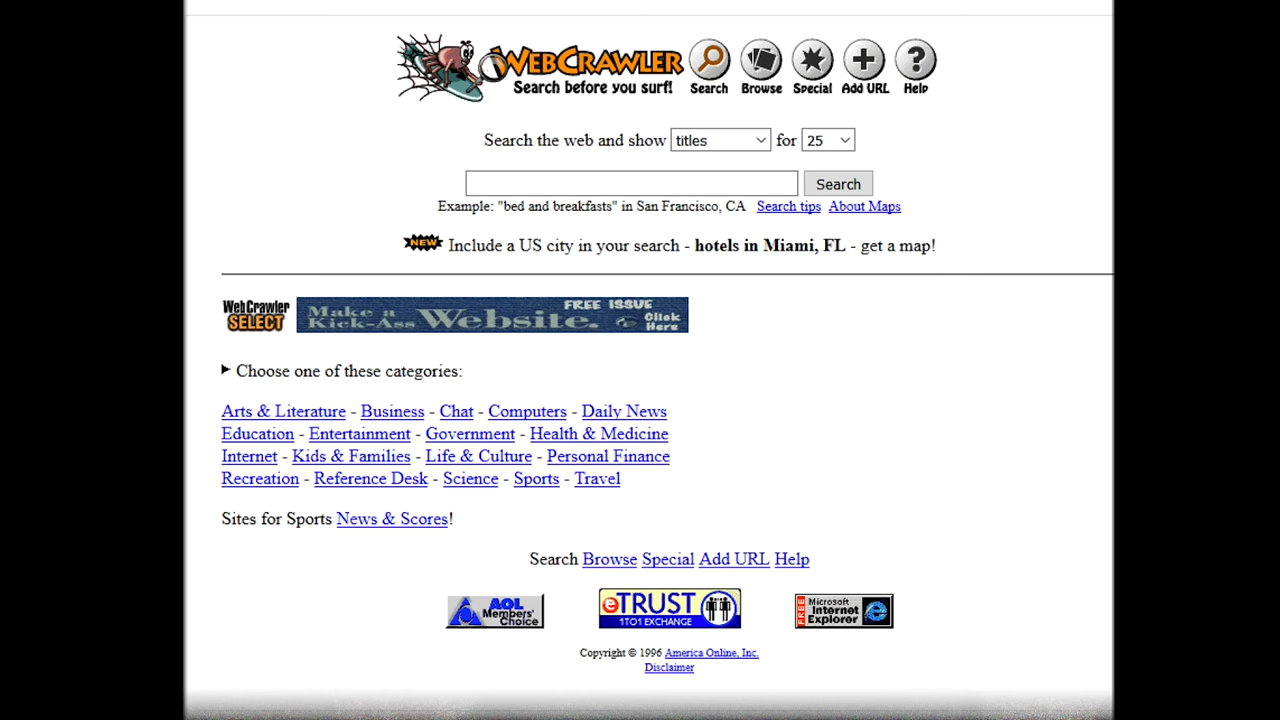 WEBCRAWLER
Search before you surf!
Search Browse Special Add URL Help
Search the web and show titles for 25
Search
Example: "bed and breakfasts" in San Francisco, CA Search tips About Maps
NEW Include a US city in your search - hotels in Miami, FL - get a map!
WebCrawler SELECT
Make a Kick-Ass Website. FREE ISSUE Click Here
Choose one of these categories:
Arts & Literature - Business - Chat - Computers - Daily News
Education - Entertainment - Government - Health & Medicine
Internet - Kids & Families - Life & Culture - Personal Finance
Recreation - Reference Desk - Science - Sports - Travel
Sites for Sports News & Scores!
Search Browse Special Add URL Help
AOL Members' Choice
eTRUST 1TO1 EXCHANGE
FREE Microsoft Internet Explorer
Copyright © 1996 America Online, Inc.
Disclaimer